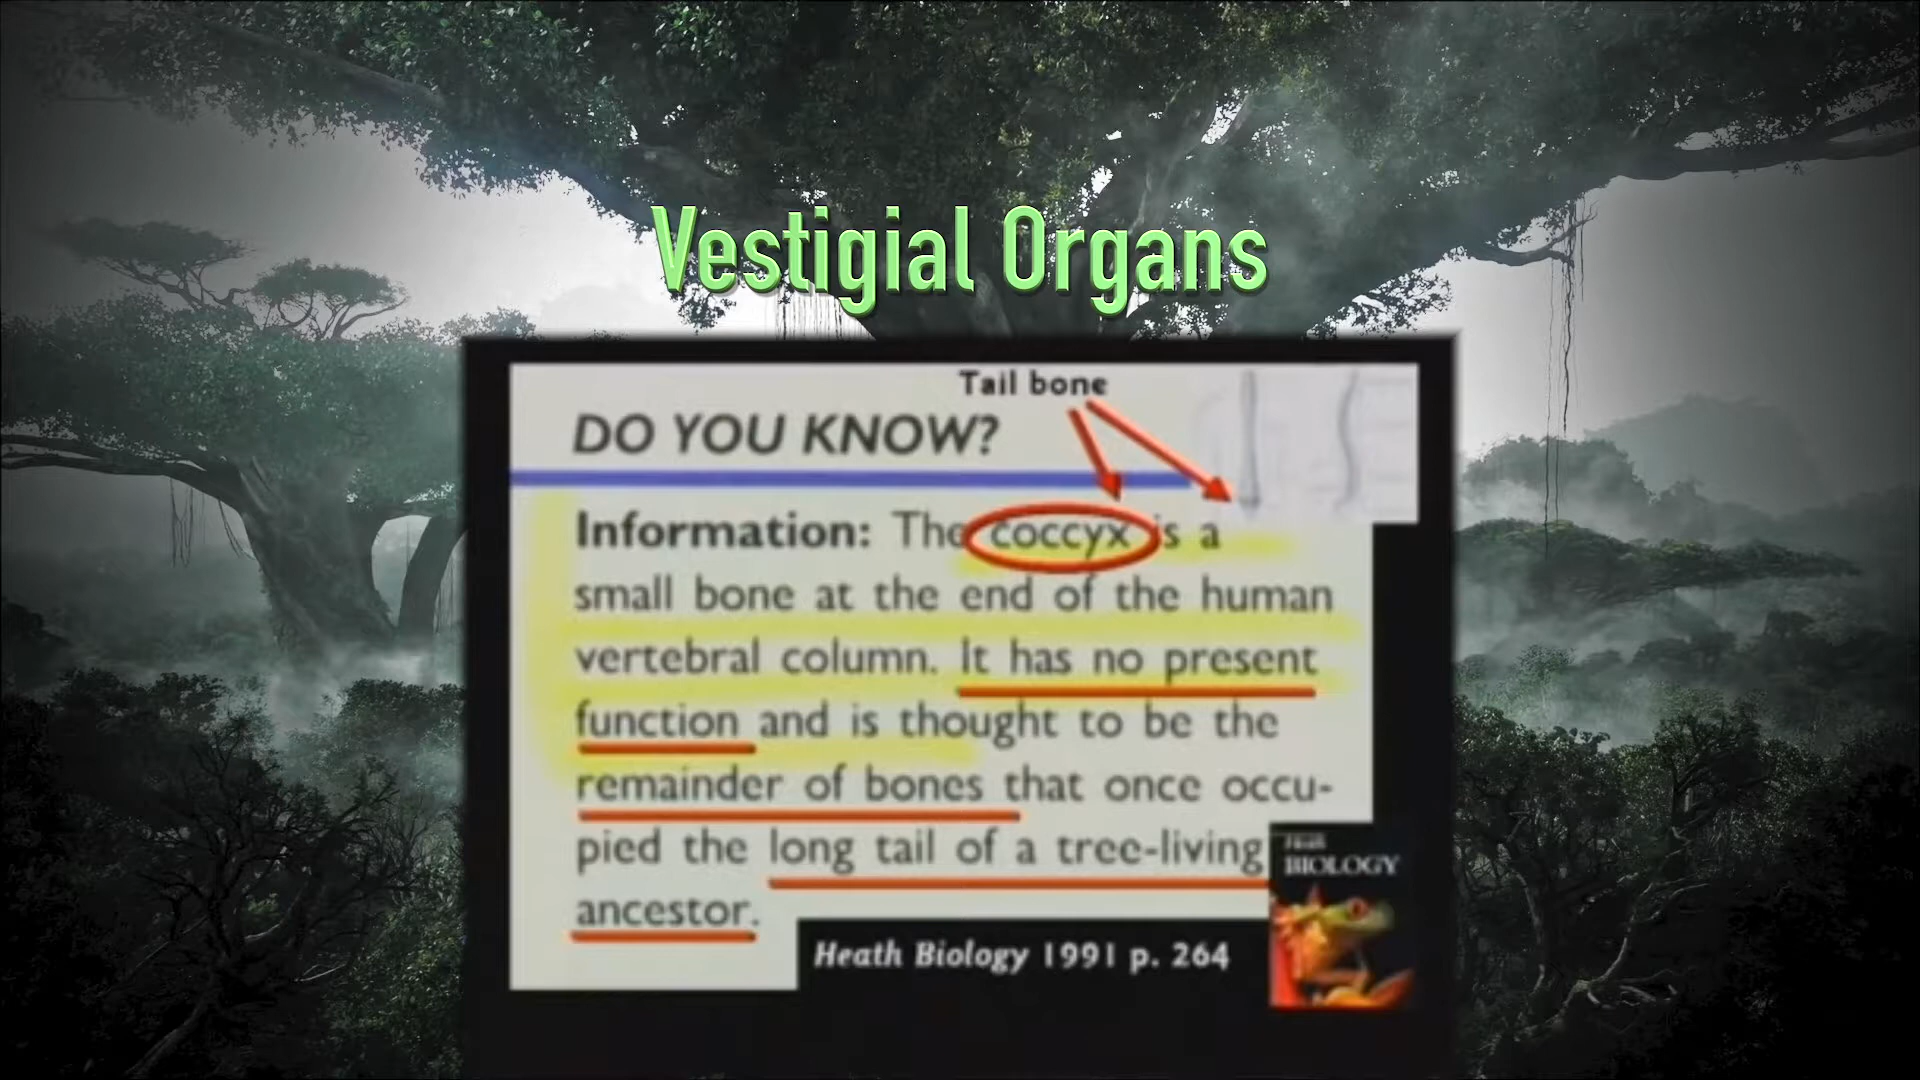 Vestigial Organs
Tail bone
DO YOU KNOW?
Information: The coccyx is a
small bone at the end of the human
vertebral column. It has no present
function and is thought to be the
remainder of bones that once occu-
pied the long tail of a tree-living
ancestor.
BIOLOGY
Heath Biology 1991 p. 264